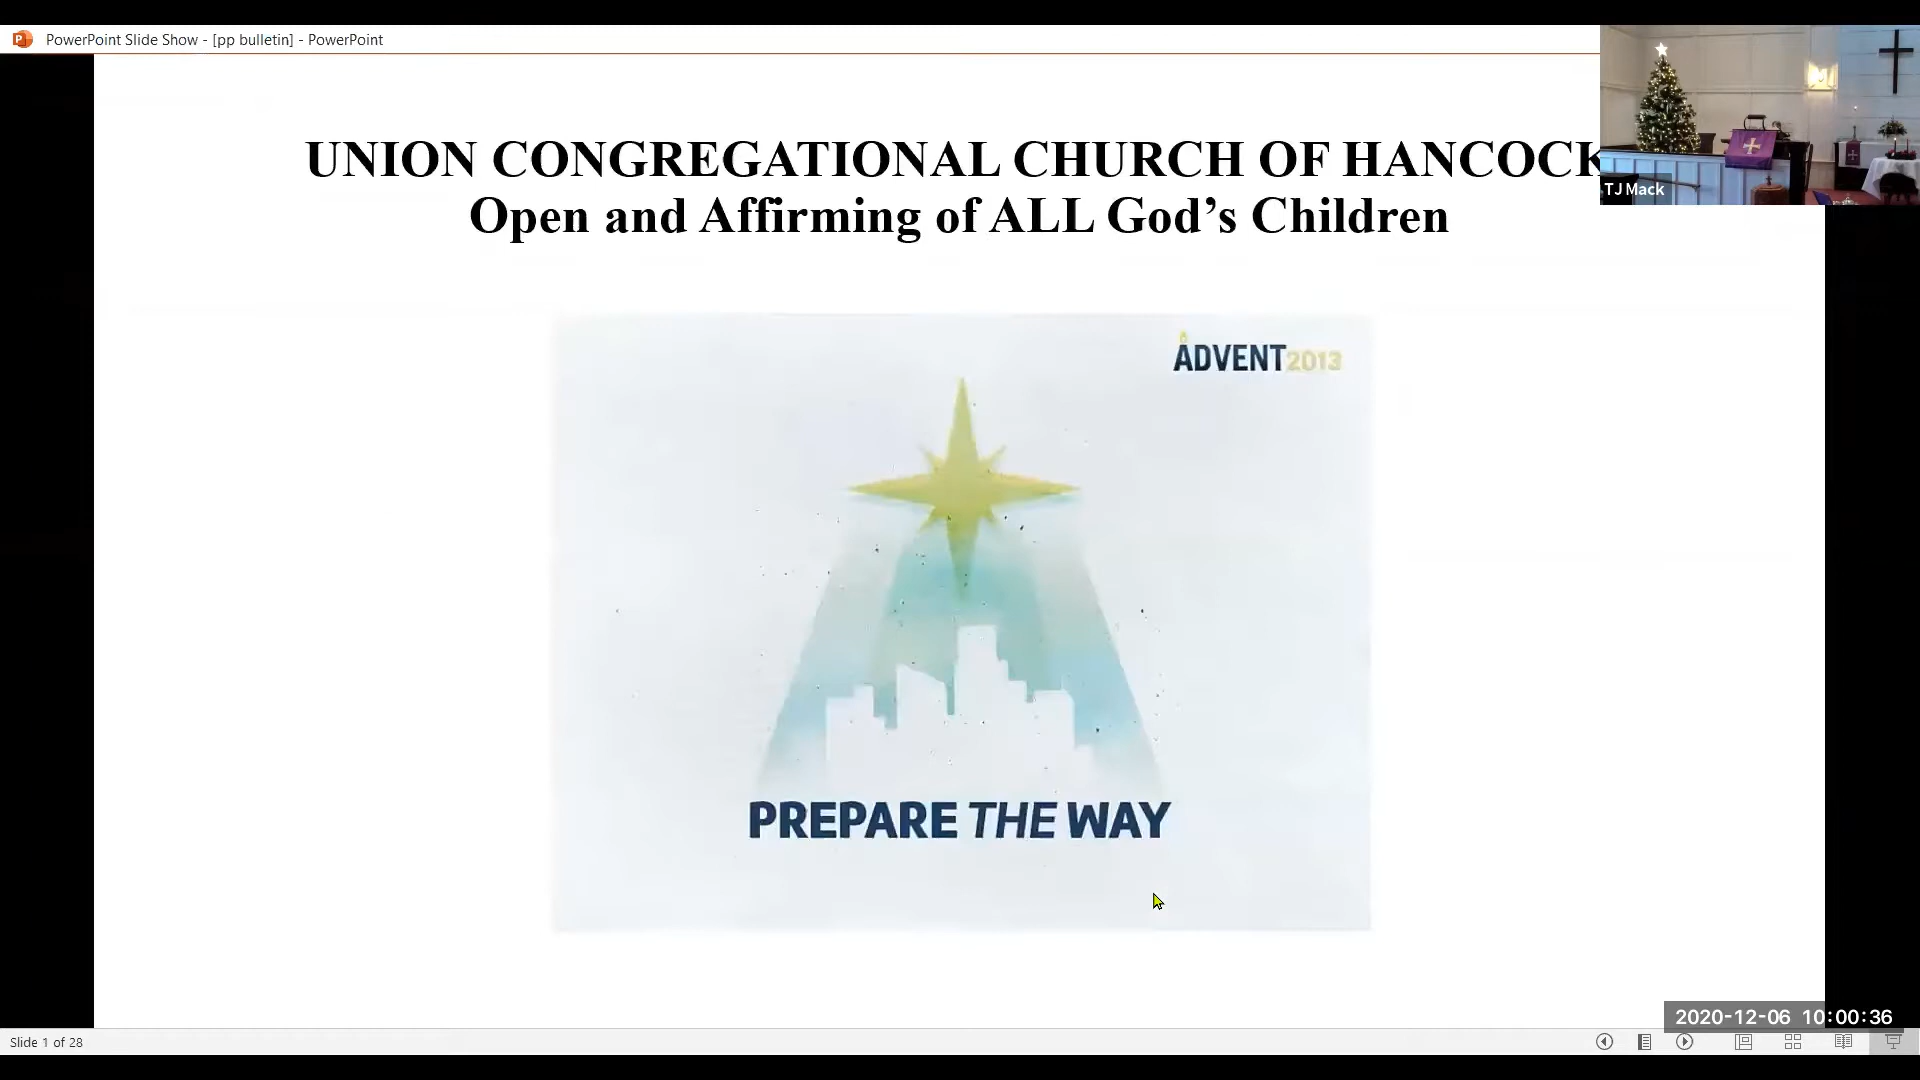 PowerPoint Slide Show - [pp bulletin] - PowerPoint
UNION CONGREGATIONAL CHURCH OF HANCOCK
Open and Affirming of ALL God's Children
TJ Mack
ADVENT2013
PREPARE THE WAY
2020-12-06 10:00:36
Slide 1 of 28